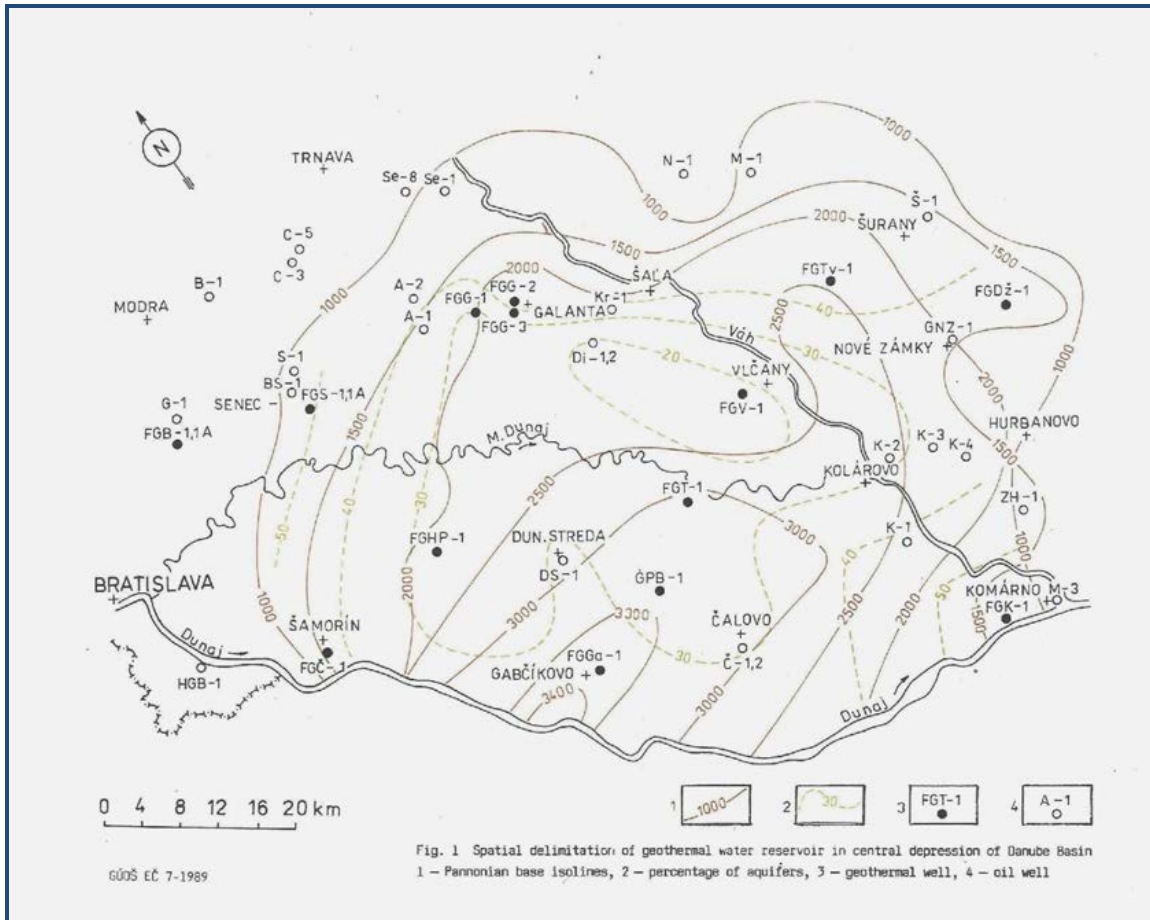 1000
N-1
M-1
N
TRNAVA
Se-8
Se-1
1000
1000
Š-1
ŠURANY
2000
1500
C-5
C-3
1500
B-1
MODRA
1000
A-2
A-1
FGG-1
FGG-2
FGG-3
2000
GALANTA
Kr-1
ŠAĽA
FGTv-1
40
2500
FGDž-1
GNZ-1
NOVÉ ZÁMKY
Váh
30
20
Di-1,2
VLČANY
FGV-1
2000
1000
HURBANOVO
1500
S-1
BS-1
SENEC
FGS-1,1A
1500
G-1
FGB-1,1A
M. Dunaj
K-2
K-3
K-4
KOLÁROVO
ZH-1
50
40
30
2500
FGT-1
3000
K-1
1000
FGHP-1
DUN. STREDA
DS-1
2000
GPB-1
40
50
KOMÁRNO
M-3
FGK-1
1500
BRATISLAVA
1000
3000
3300
ČALOVO
Č-1,2
2500
2000
Dunaj
ŠAMORÍN
FGČ-1
30
30
HGB-1
GABČÍKOVO
FGGa-1
3400
3000
Dunaj
0 4 8 12 16 20 km
1
1000
2
30
3
FGT-1
4
A-1
Fig. 1 Spatial delimitation of geothermal water reservoir in central depression of Danube Basin
1 – Pannonian base isolines, 2 – percentage of aquifers, 3 – geothermal well, 4 – oil well
GÚDŠ EČ 7-1989